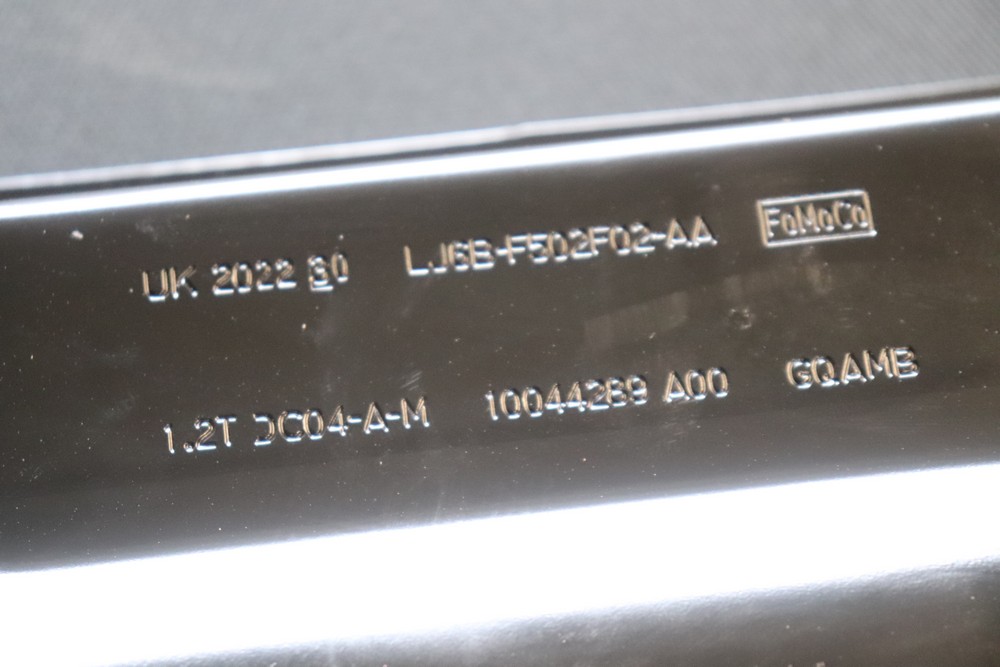 UK 2022 30 LJ6B-F502F02-AA FoMoCo
1.2T DC04-A-M 10044289 A00 GQAMB